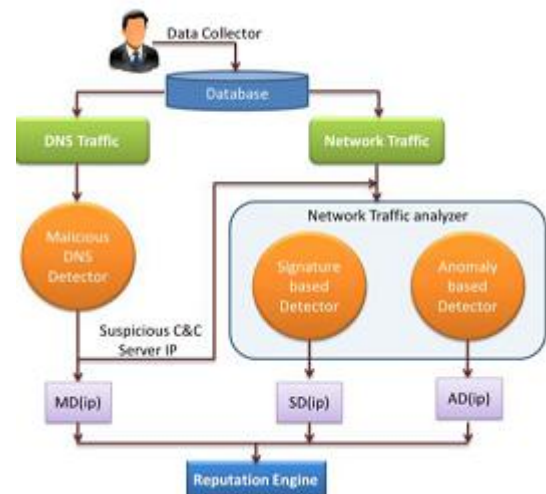 Data Collector
Database
DNS Traffic
Network Traffic
Network Traffic analyzer
Malicious
DNS
Detector
Signature
based
Detector
Anomaly
based
Detector
Suspicious C&C
Server IP
MD(ip)
SD(ip)
AD(ip)
Reputation Engine